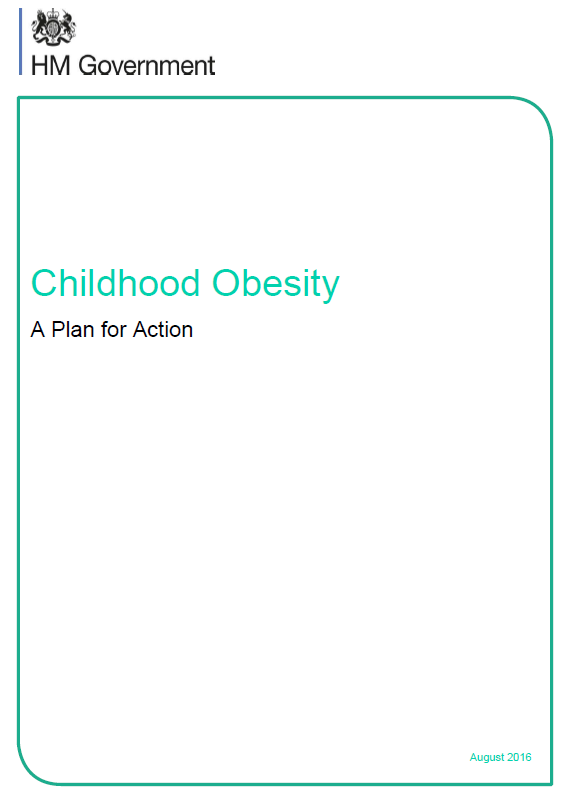 HM Government
Childhood Obesity
A Plan for Action
August 2016